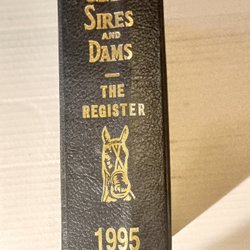 SIRES
AND
DAMS
THE
REGISTER
1995